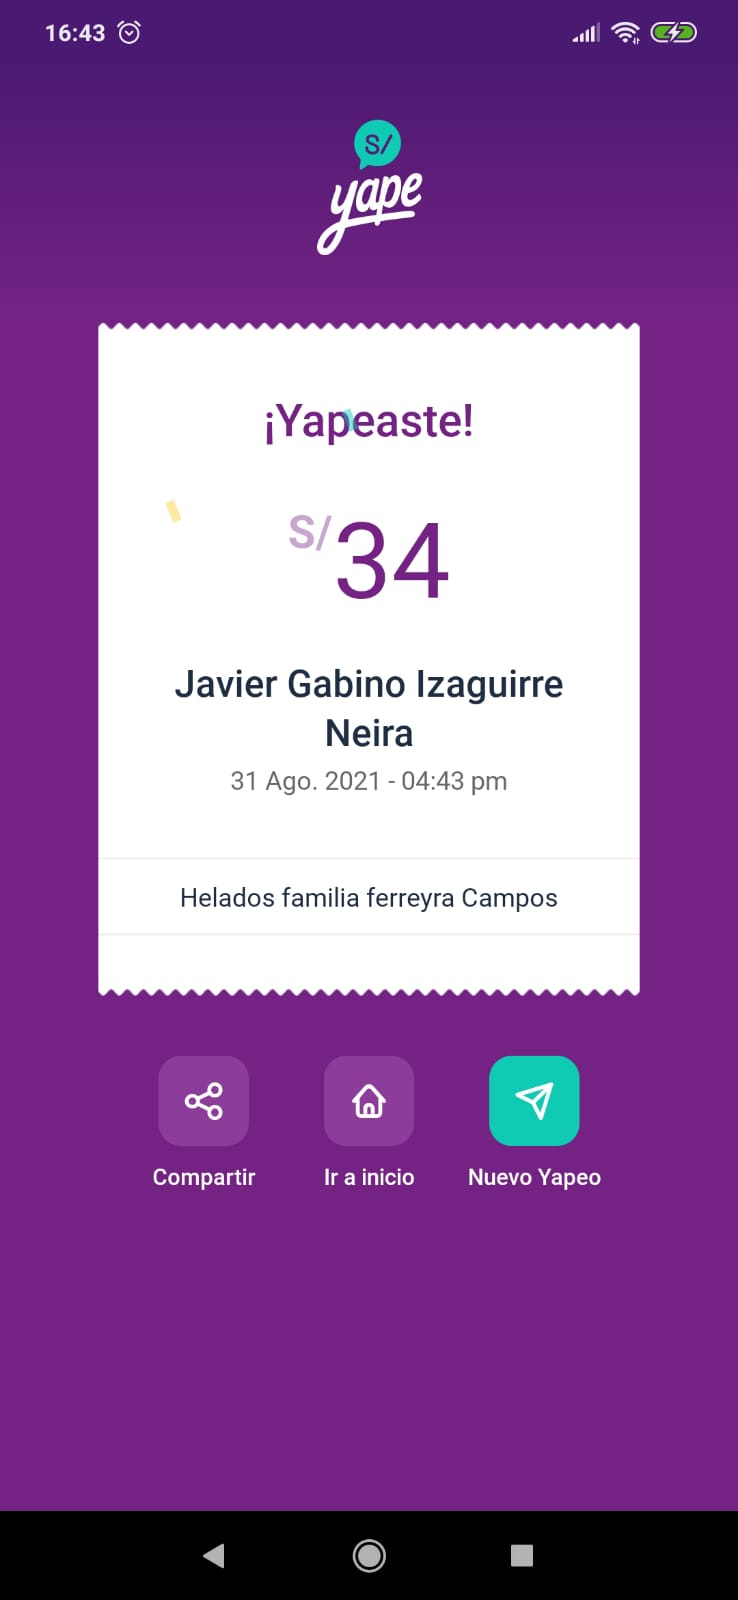 16:43
S/
yape
¡Yapeaste!
S/34
Javier Gabino Izaguirre
Neira
31 Ago. 2021 - 04:43 pm
Helados familia ferreyra Campos
Compartir
Ir a inicio
Nuevo Yapeo